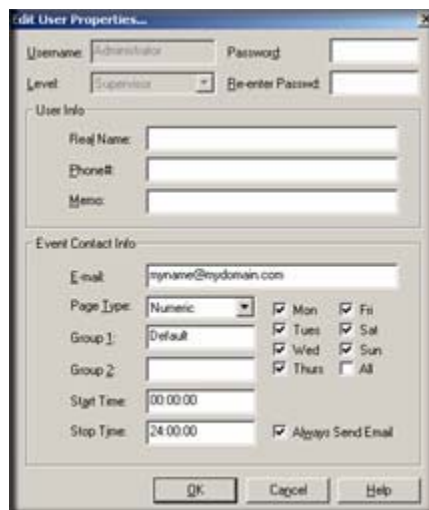 Edit User Properties...
Username: Administrator Password:
Level: Supervisor Re-enter Passwd:
User Info
Real Name:
Phone#:
Memo:
Event Contact Info
E-mail: myname@mydomain.com
Page Type: Numeric Mon Fri
Group 1: Default Tues Sat
Wed Sun
Group 2: Thurs All
Start Time: 00:00:00
Stop Time: 24:00:00 Always Send Email
OK Cancel Help